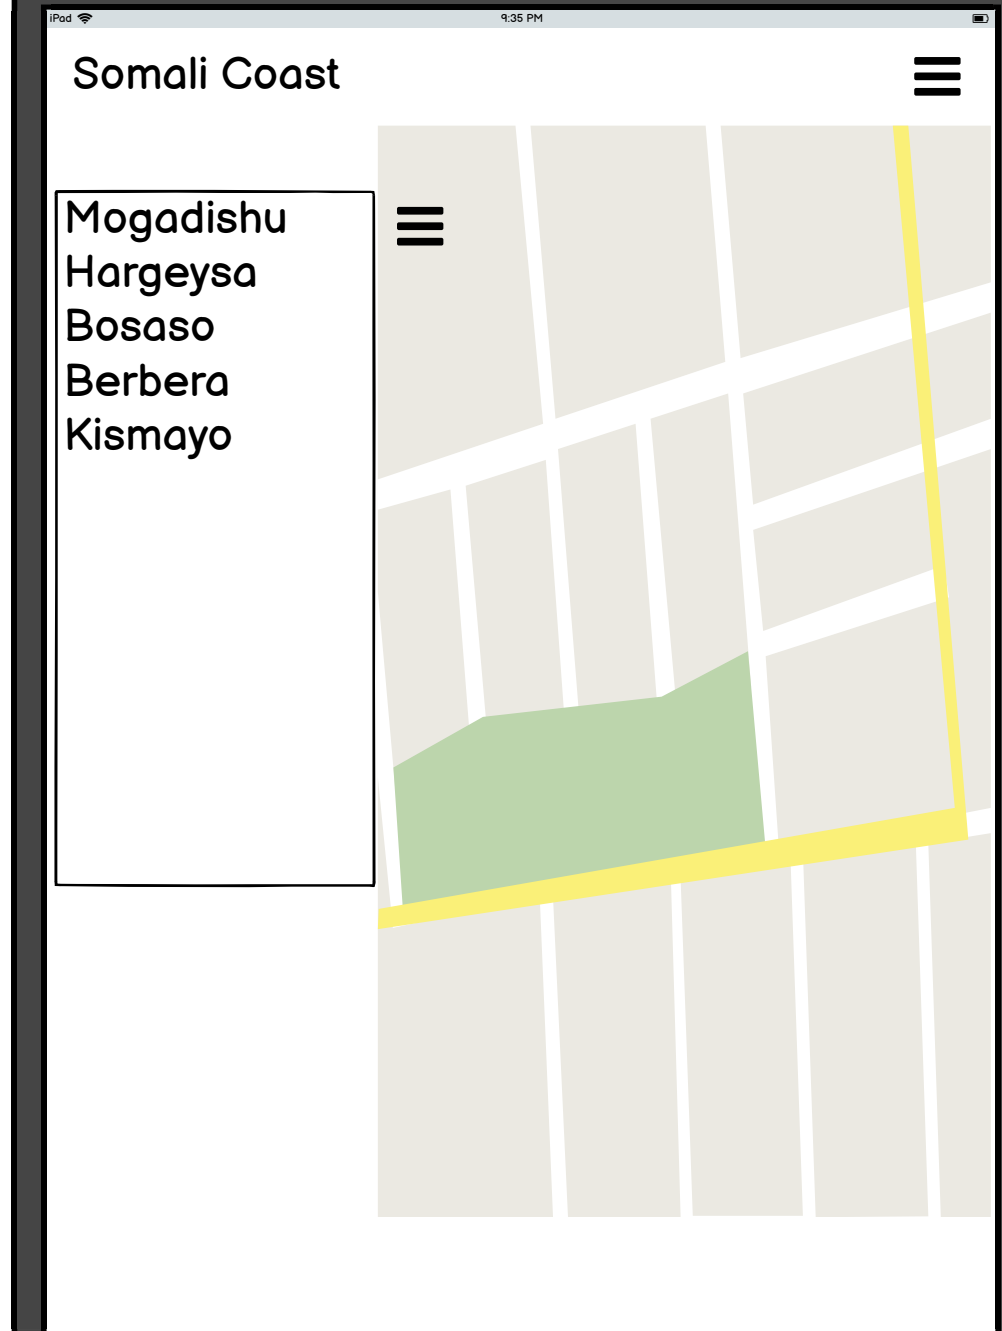 iPad
9:35 PM
Somali Coast
Mogadishu
Hargeysa
Bosaso
Berbera
Kismayo